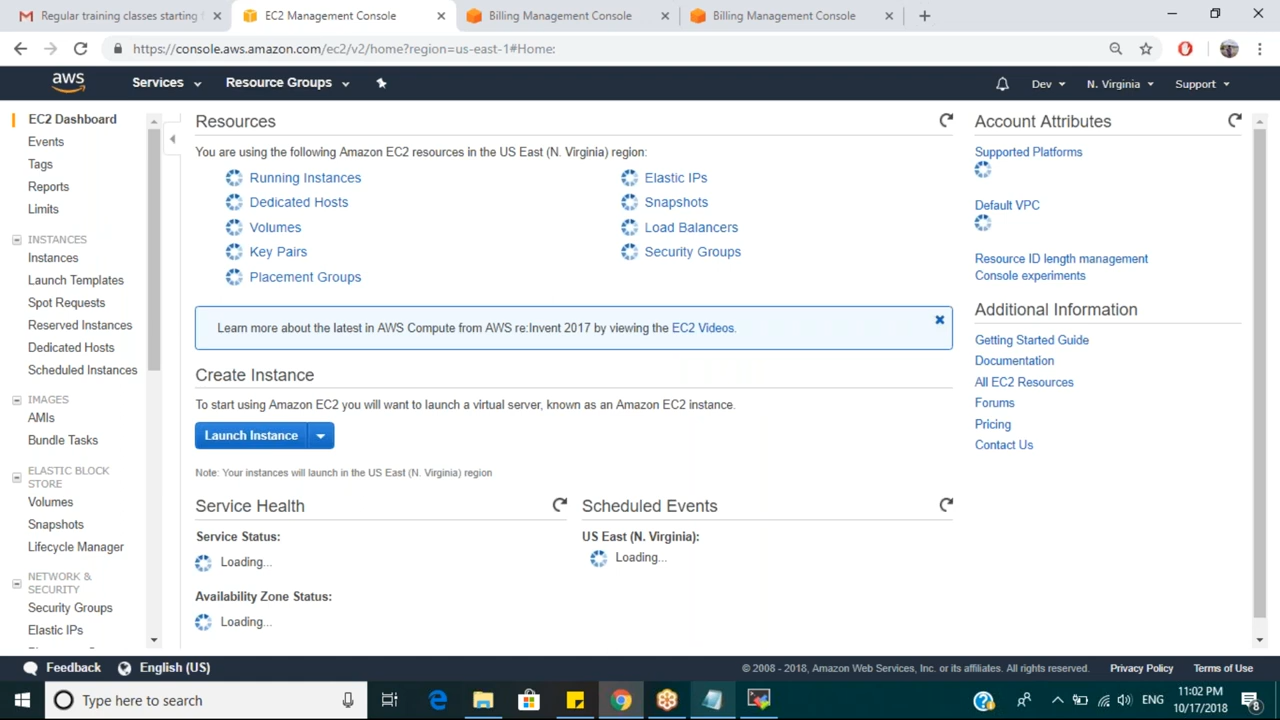 Regular training classes starting f
EC2 Management Console
Billing Management Console
Billing Management Console
https://console.aws.amazon.com/ec2/v2/home?region=us-east-1#Home:
aws
Services
Resource Groups
Dev
N. Virginia
Support
EC2 Dashboard
Events
Tags
Reports
Limits
INSTANCES
Instances
Launch Templates
Spot Requests
Reserved Instances
Dedicated Hosts
Scheduled Instances
IMAGES
AMIs
Bundle Tasks
ELASTIC BLOCK
STORE
Volumes
Snapshots
Lifecycle Manager
NETWORK &
SECURITY
Security Groups
Elastic IPs
Resources
You are using the following Amazon EC2 resources in the US East (N. Virginia) region:
Running Instances
Elastic IPs
Dedicated Hosts
Snapshots
Volumes
Load Balancers
Key Pairs
Security Groups
Placement Groups
Learn more about the latest in AWS Compute from AWS re:Invent 2017 by viewing the EC2 Videos.
Create Instance
To start using Amazon EC2 you will want to launch a virtual server, known as an Amazon EC2 instance.
Launch Instance
Note: Your instances will launch in the US East (N. Virginia) region
Service Health
Service Status:
Loading...
Availability Zone Status:
Loading...
Scheduled Events
US East (N. Virginia):
Loading...
Account Attributes
Supported Platforms
Default VPC
Resource ID length management
Console experiments
Additional Information
Getting Started Guide
Documentation
All EC2 Resources
Forums
Pricing
Contact Us
Feedback
English (US)
© 2008 - 2018, Amazon Web Services, Inc. or its affiliates. All rights reserved.
Privacy Policy
Terms of Use
Type here to search
ENG
11:02 PM
10/17/2018
8